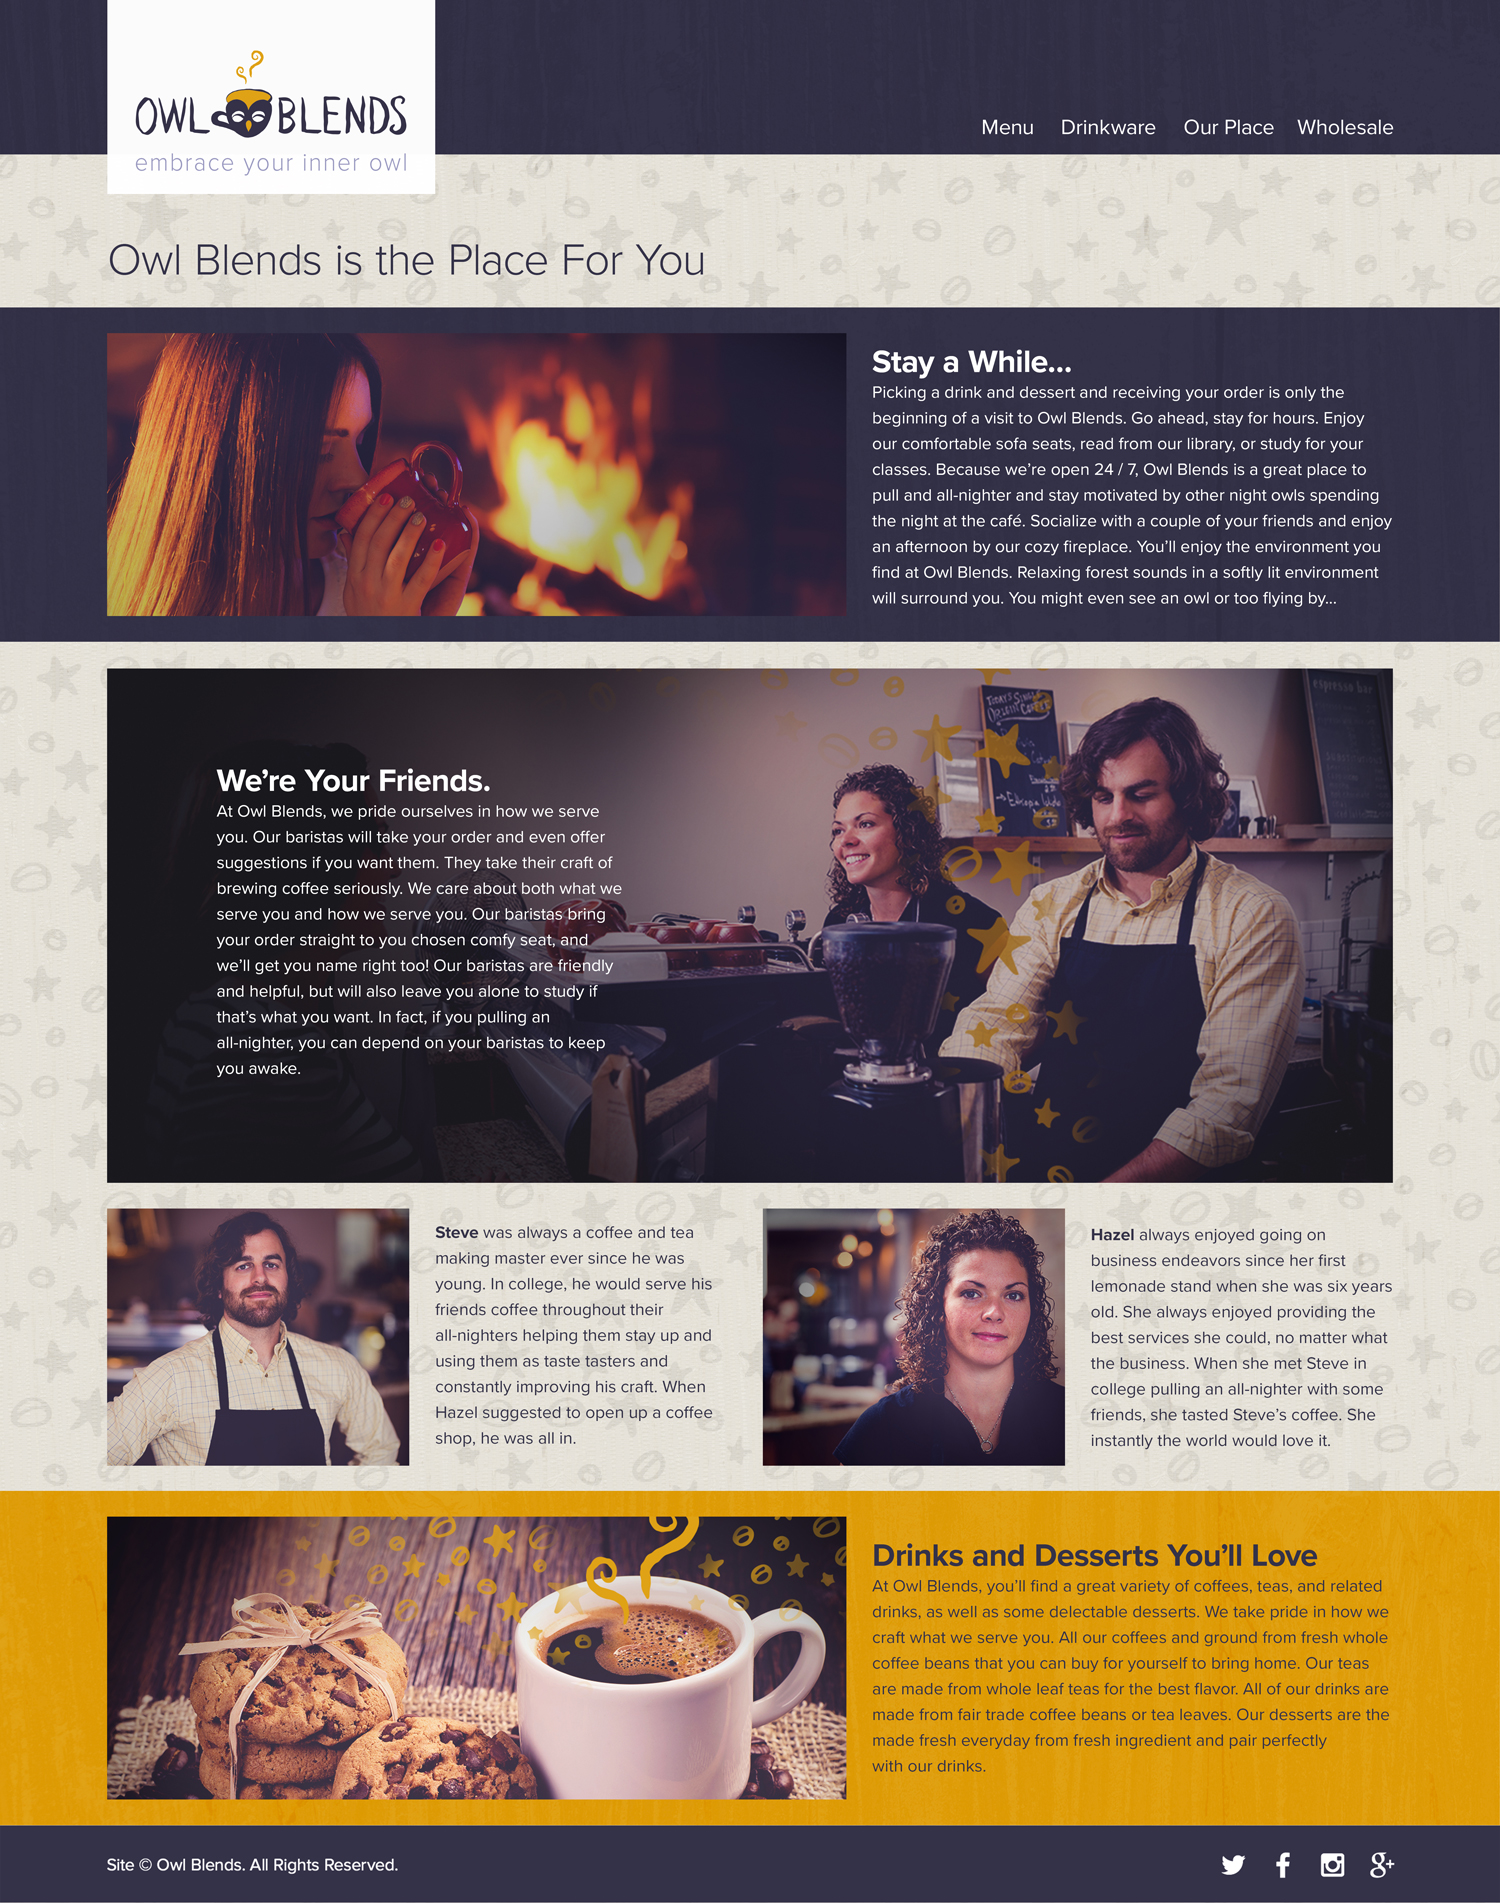 OWL BLENDS
embrace your inner owl
Menu Drinkware Our Place Wholesale
Owl Blends is the Place For You
Stay a While...
Picking a drink and dessert and receiving your order is only the
beginning of a visit to Owl Blends. Go ahead, stay for hours. Enjoy
our comfortable sofa seats, read from our library, or study for your
classes. Because we’re open 24 / 7, Owl Blends is a great place to
pull and all-nighter and stay motivated by other night owls spending
the night at the café. Socialize with a couple of your friends and enjoy
an afternoon by our cozy fireplace. You’ll enjoy the environment you
find at Owl Blends. Relaxing forest sounds in a softly lit environment
will surround you. You might even see an owl or too flying by...
We’re Your Friends.
At Owl Blends, we pride ourselves in how we serve
you. Our baristas will take your order and even offer
suggestions if you want them. They take their craft of
brewing coffee seriously. We care about both what we
serve you and how we serve you. Our baristas bring
your order straight to you chosen comfy seat, and
we’ll get you name right too! Our baristas are friendly
and helpful, but will also leave you alone to study if
that’s what you want. In fact, if you pulling an
all-nighter, you can depend on your baristas to keep
you awake.
TODAY'S SINGLE
ORIGIN COFFEE
espresso bar
Steve was always a coffee and tea
making master ever since he was
young. In college, he would serve his
friends coffee throughout their
all-nighters helping them stay up and
using them as taste tasters and
constantly improving his craft. When
Hazel suggested to open up a coffee
shop, he was all in.
Hazel always enjoyed going on
business endeavors since her first
lemonade stand when she was six years
old. She always enjoyed providing the
best services she could, no matter what
the business. When she met Steve in
college pulling an all-nighter with some
friends, she tasted Steve’s coffee. She
instantly the world would love it.
Drinks and Desserts You’ll Love
At Owl Blends, you’ll find a great variety of coffees, teas, and related
drinks, as well as some delectable desserts. We take pride in how we
craft what we serve you. All our coffees and ground from fresh whole
coffee beans that you can buy for yourself to bring home. Our teas
are made from whole leaf teas for the best flavor. All of our drinks are
made from fair trade coffee beans or tea leaves. Our desserts are the
made fresh everyday from fresh ingredient and pair perfectly
with our drinks.
Site © Owl Blends. All Rights Reserved.